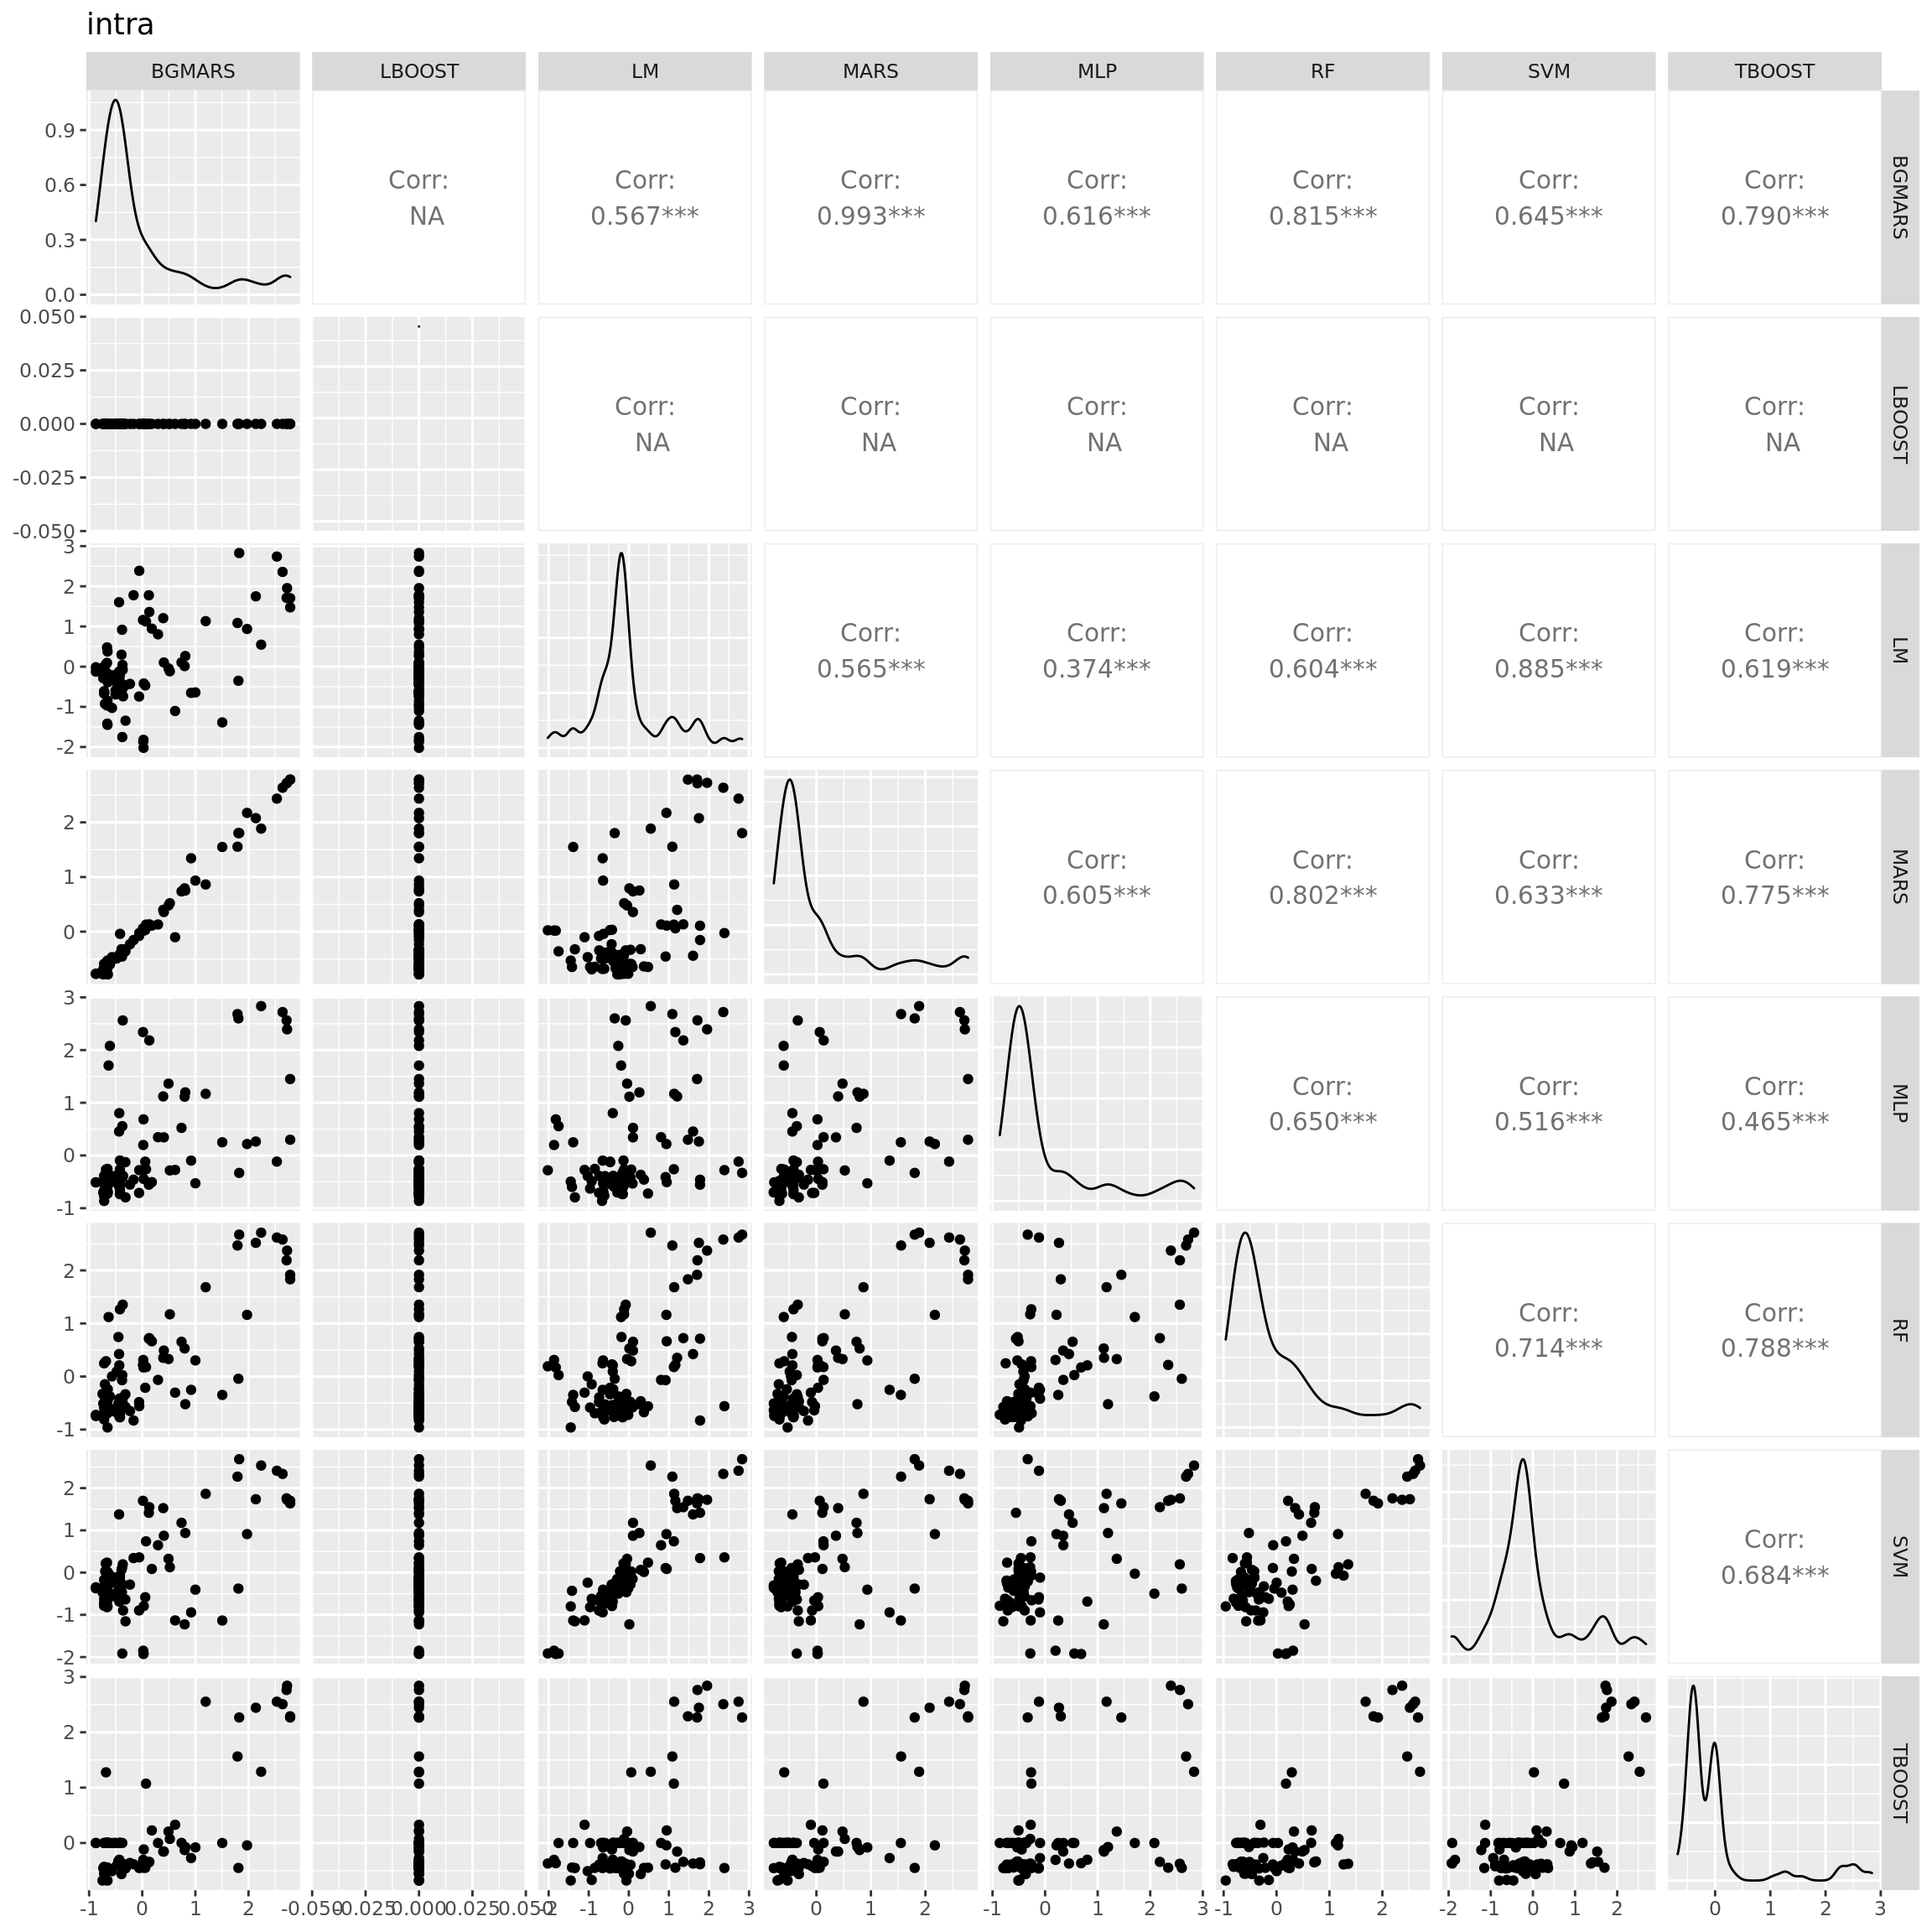 intra
BGMARS LBOOST LM MARS MLP RF SVM TBOOST
0.9
0.6
0.3
0.0
Corr: Corr: Corr: Corr: Corr: Corr: Corr:
NA 0.567*** 0.993*** 0.616*** 0.815*** 0.645*** 0.790***
BGMARS
0.050
0.025
0.000
-0.025
-0.050
Corr: Corr: Corr: Corr: Corr: Corr:
NA NA NA NA NA NA
LBOOST
3
2
1
0
-1
-2
Corr: Corr: Corr: Corr: Corr:
0.565*** 0.374*** 0.604*** 0.885*** 0.619***
LM
2
1
0
Corr: Corr: Corr: Corr:
0.605*** 0.802*** 0.633*** 0.775***
MARS
3
2
1
0
-1
Corr: Corr: Corr:
0.650*** 0.516*** 0.465***
MLP
2
1
0
-1
Corr: Corr:
0.714*** 0.788***
RF
2
1
0
-1
-2
Corr:
0.684***
SVM
3
2
1
0
TBOOST
-1 0 1 2 -0.050 -0.025 0.000 0.025 0.050 -2 -1 0 1 2 3 0 1 2 -1 0 1 2 3 -1 0 1 2 -2 -1 0 1 2 0 1 2 3